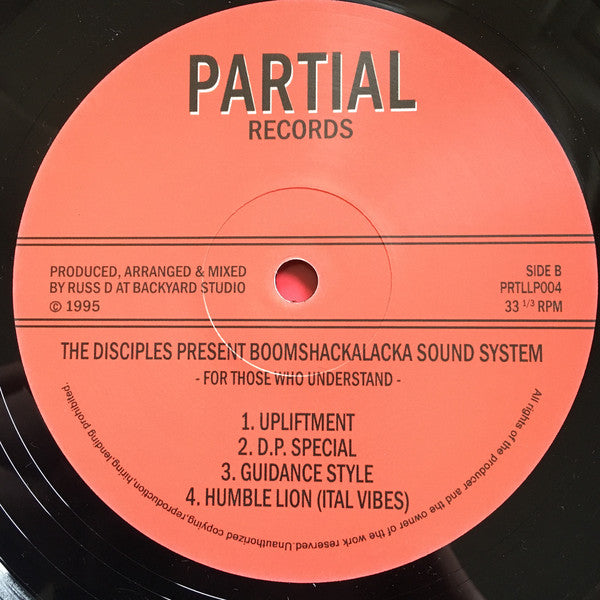 PARTIAL
RECORDS
PRODUCED, ARRANGED & MIXED
BY RUSS D AT BACKYARD STUDIO
© 1995
SIDE B
PRTLLP004
33 1/3 RPM
THE DISCIPLES PRESENT BOOMSHACKALACKA SOUND SYSTEM
- FOR THOSE WHO UNDERSTAND -
1. UPLIFTMENT
2. D.P. SPECIAL
3. GUIDANCE STYLE
4. HUMBLE LION (ITAL VIBES)
All rights of the producer and the owner of the work reserved.Unauthorized copying,reproduction,hiring,lending prohibited.